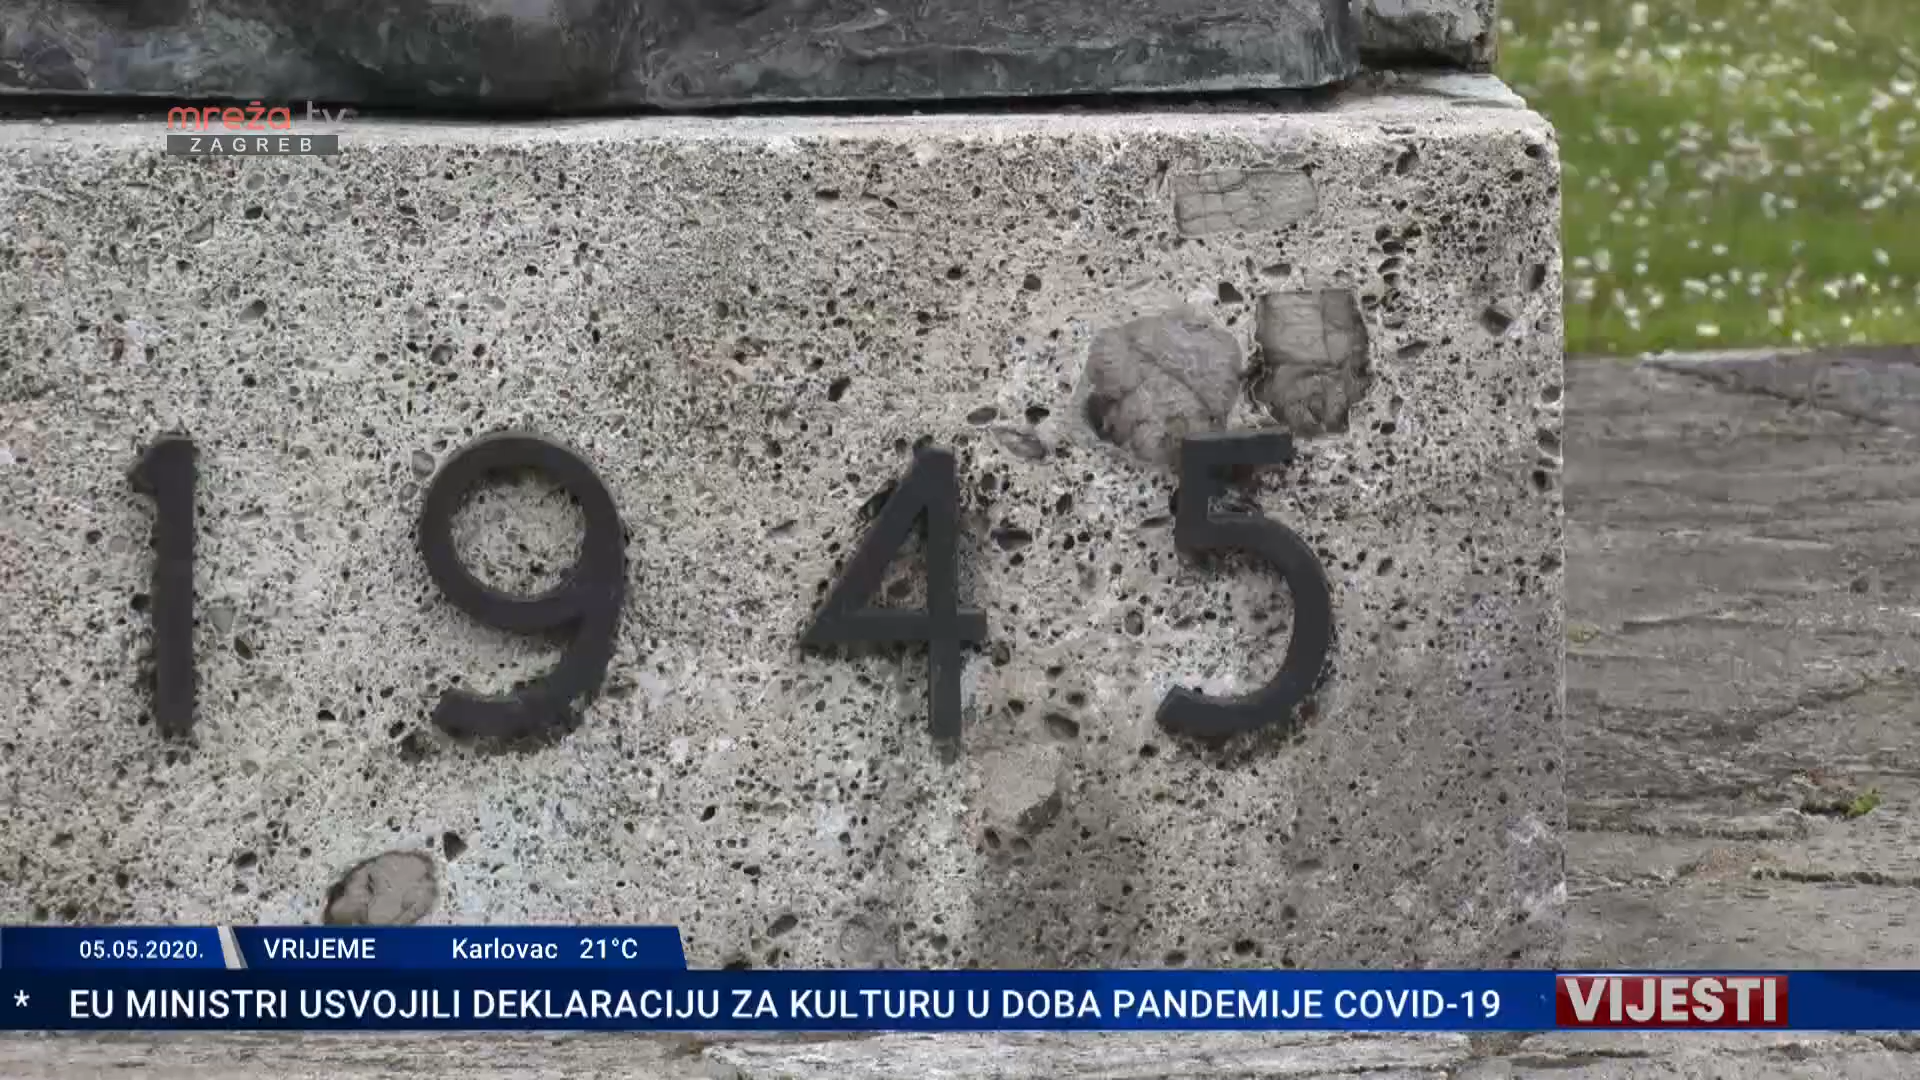 mreža tv
ZAGREB
1945
05.05.2020. VRIJEME Karlovac 21°C
* EU MINISTRI USVOJILI DEKLARACIJU ZA KULTURU U DOBA PANDEMIJE COVID-19 VIJESTI